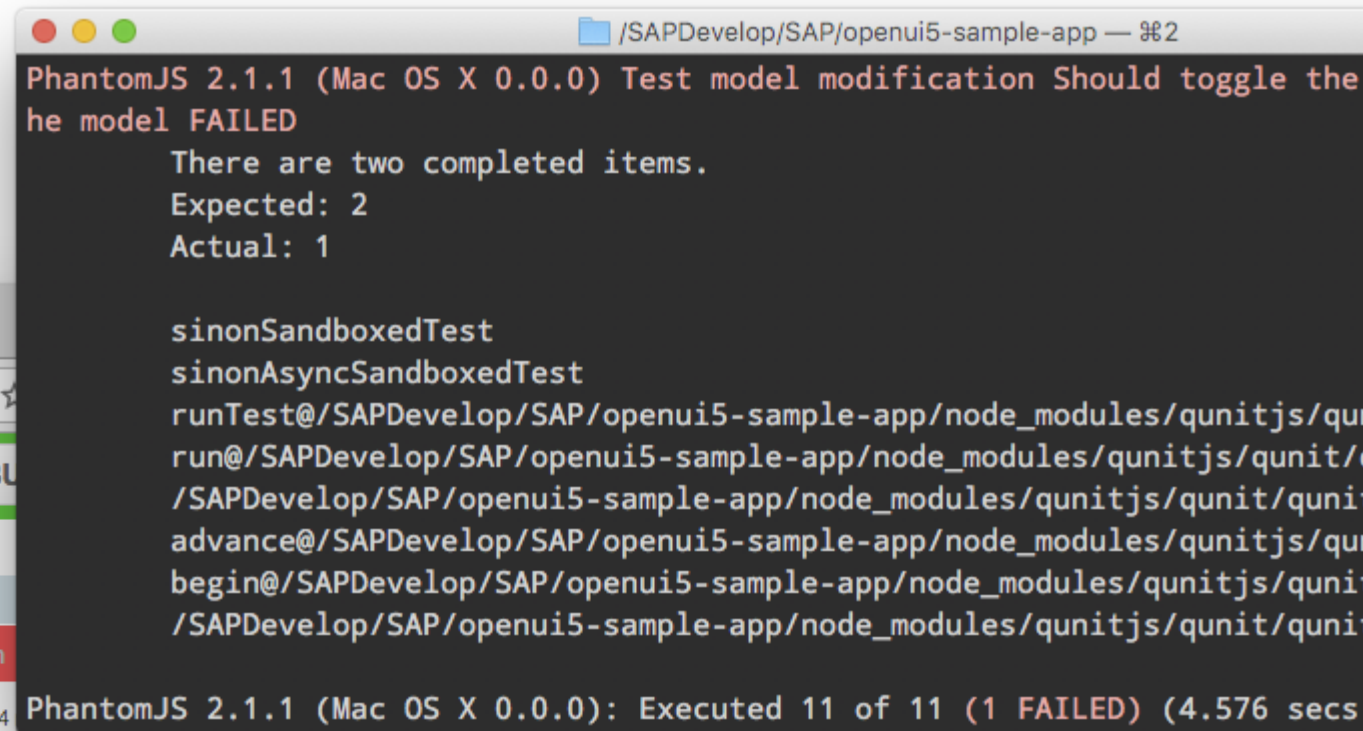 /SAPDevelop/SAP/openui5-sample-app — ⌘2
PhantomJS 2.1.1 (Mac OS X 0.0.0) Test model modification Should toggle the
he model FAILED
There are two completed items.
Expected: 2
Actual: 1
sinonSandboxedTest
sinonAsyncSandboxedTest
runTest@/SAPDevelop/SAP/openui5-sample-app/node_modules/qunitjs/qu
run@/SAPDevelop/SAP/openui5-sample-app/node_modules/qunitjs/qunit/
/SAPDevelop/SAP/openui5-sample-app/node_modules/qunitjs/qunit/quni
advance@/SAPDevelop/SAP/openui5-sample-app/node_modules/qunitjs/qu
begin@/SAPDevelop/SAP/openui5-sample-app/node_modules/qunitjs/quni
/SAPDevelop/SAP/openui5-sample-app/node_modules/qunitjs/qunit/quni
4
PhantomJS 2.1.1 (Mac OS X 0.0.0): Executed 11 of 11 (1 FAILED) (4.576 secs